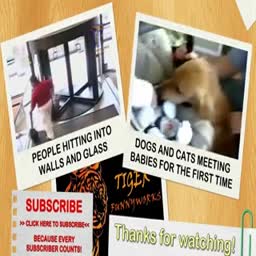 PEOPLE HITTING INTO
WALLS AND GLASS
DOGS AND CATS MEETING
BABIES FOR THE FIRST TIME
SUBSCRIBE
>> CLICK HERE TO SUBSCRIBE<<
BECAUSE EVERY
SUBSCRIBER COUNTS!
TIGER
FUNNYWORKS
Thanks for watching!